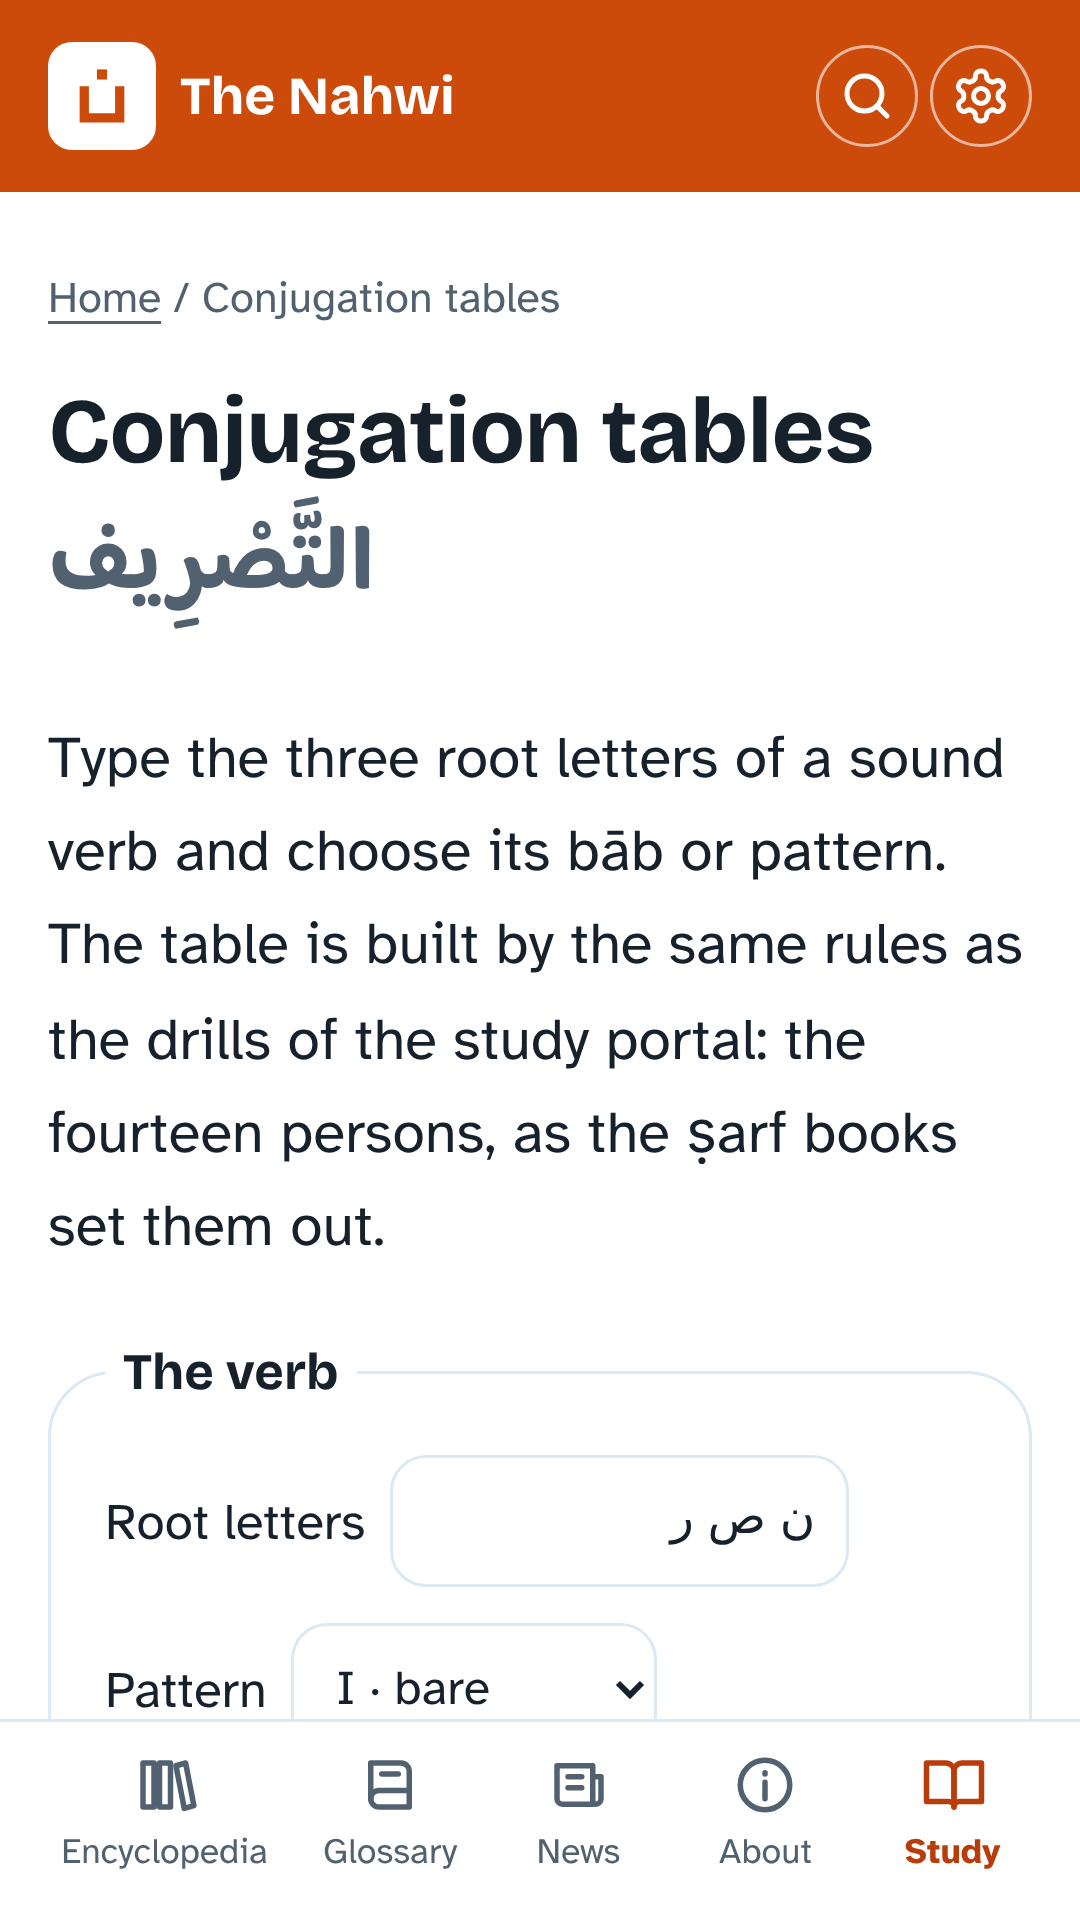 The Nahwi
Home / Conjugation tables
Conjugation tables
التَّصْرِيف
Type the three root letters of a sound
verb and choose its bāb or pattern.
The table is built by the same rules as
the drills of the study portal: the
fourteen persons, as the ṣarf books
set them out.
The verb
Root letters ن ص ر
Pattern I · bare
Encyclopedia Glossary News About Study